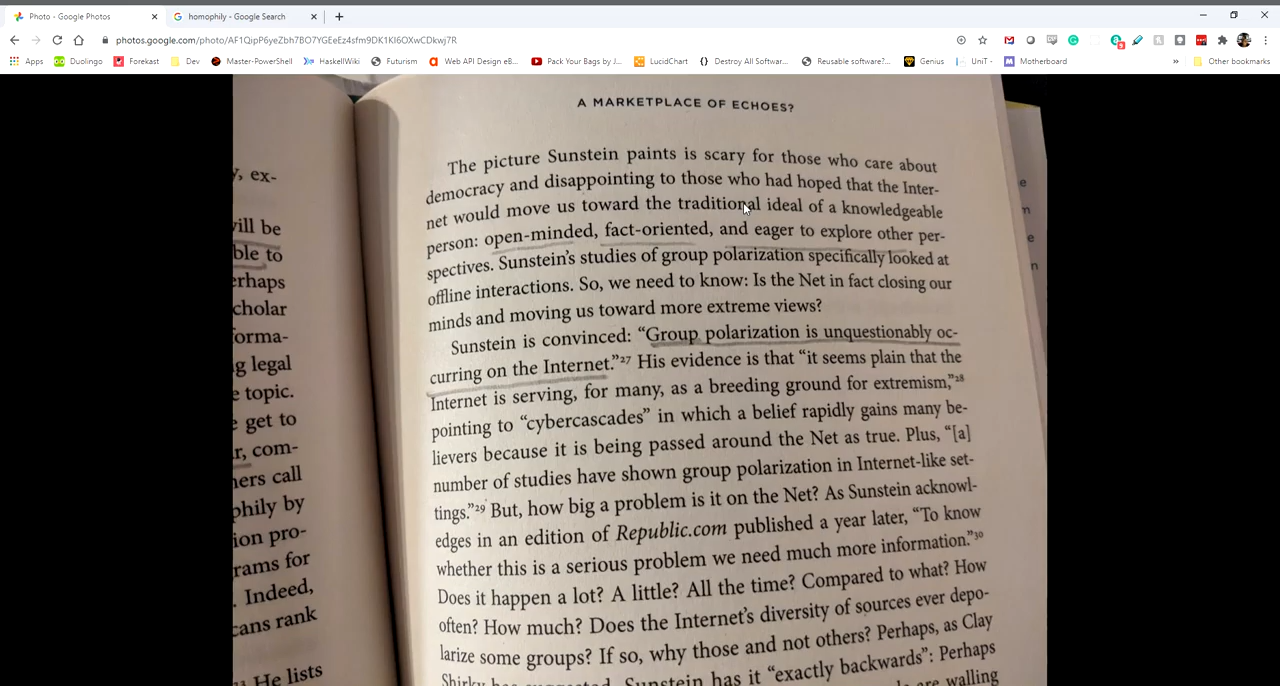 Photo - Google Photos
homophily - Google Search
photos.google.com/photo/AF1QipP6yeZbh7BO7YGEeEz4sfm9DK1KI6OXwCDkwj7R
Apps Duolingo Forekast Dev Master-PowerShell HaskellWiki Futurism Web API Design eB... Pack Your Bags by J... LucidChart Destroy All Softwar... Reusable software?... Genius UniT - Motherboard » Other bookmarks
y, ex-
will be
ble to
erhaps
cholar
orma-
g legal
e topic.
e get to
r, com-
hers call
phily by
ion pro-
rams for
. Indeed,
cans rank
He lists
A MARKETPLACE OF ECHOES?
The picture Sunstein paints is scary for those who care about
democracy and disappointing to those who had hoped that the Inter-
net would move us toward the traditional ideal of a knowledgeable
person: open-minded, fact-oriented, and eager to explore other per-
spectives. Sunstein's studies of group polarization specifically looked at
offline interactions. So, we need to know: Is the Net in fact closing our
minds and moving us toward more extreme views?
Sunstein is convinced: “Group polarization is unquestionably oc-
curring on the Internet.”27 His evidence is that “it seems plain that the
Internet is serving, for many, as a breeding ground for extremism,”28
pointing to “cybercascades” in which a belief rapidly gains many be-
lievers because it is being passed around the Net as true. Plus, “[a]
number of studies have shown group polarization in Internet-like set-
tings.”29 But, how big a problem is it on the Net? As Sunstein acknowl-
edges in an edition of Republic.com published a year later, “To know
whether this is a serious problem we need much more information.”30
Does it happen a lot? A little? All the time? Compared to what? How
often? How much? Does the Internet's diversity of sources ever depo-
larize some groups? If so, why those and not others? Perhaps, as Clay
Shirky has suggested, Sunstein has it “exactly backwards”: Perhaps
are walling
e
n
e
n